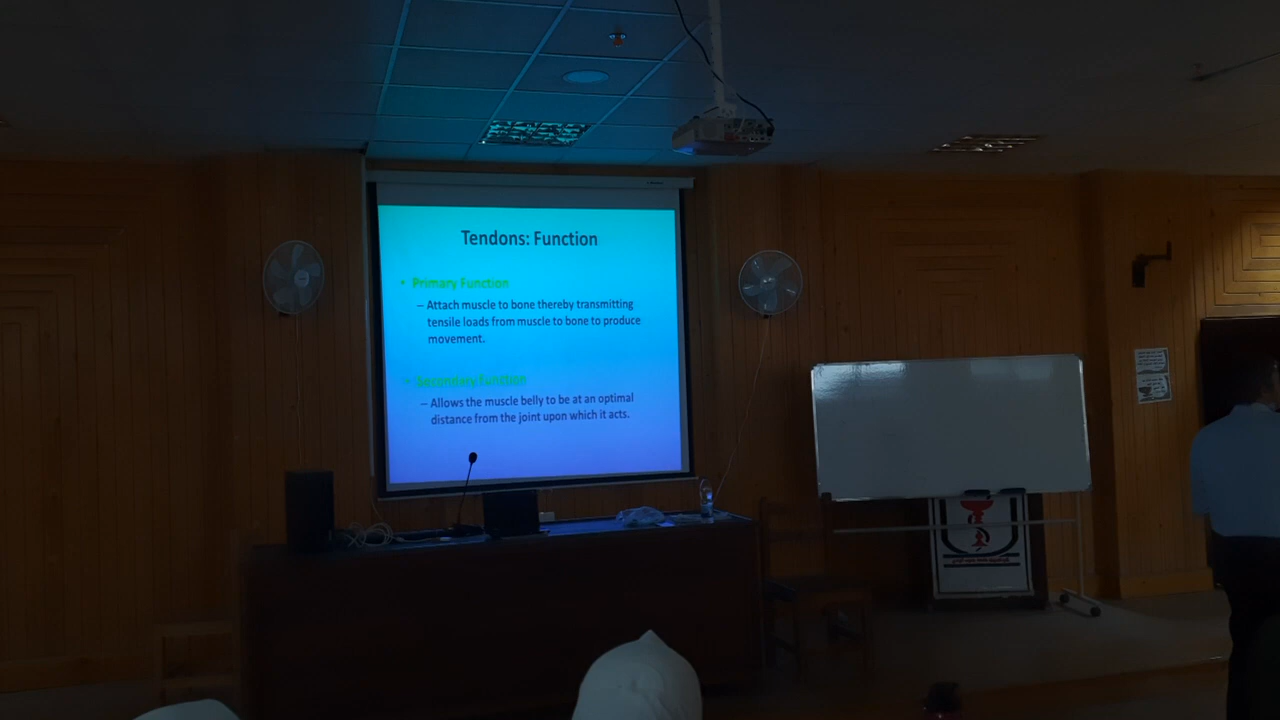 Tendons: Function
• Primary Function
– Attach muscle to bone thereby transmitting
tensile loads from muscle to bone to produce
movement.
• Secondary Function
– Allows the muscle belly to be at an optimal
distance from the joint upon which it acts.